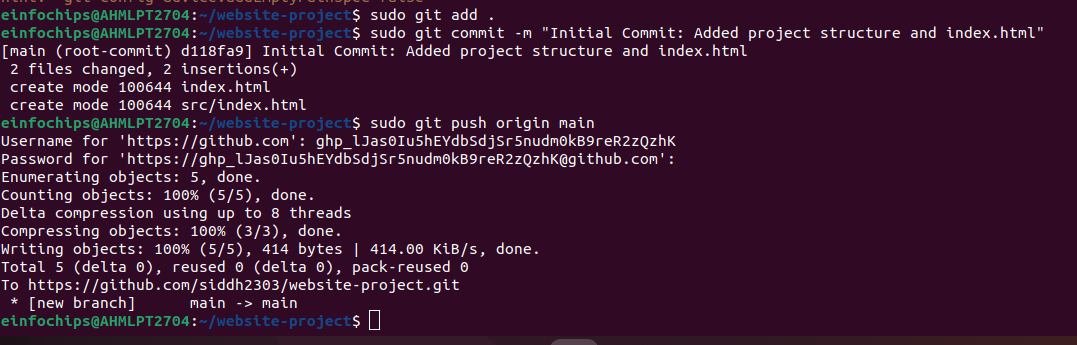 einfochips@AHMLPT2704:~/website-project$ sudo git add .
einfochips@AHMLPT2704:~/website-project$ sudo git commit -m "Initial Commit: Added project structure and index.html"
[main (root-commit) d118fa9] Initial Commit: Added project structure and index.html
 2 files changed, 2 insertions(+)
 create mode 100644 index.html
 create mode 100644 src/index.html
einfochips@AHMLPT2704:~/website-project$ sudo git push origin main
Username for 'https://github.com': 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
Password for 'https://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@github.com':
Enumerating objects: 5, done.
Counting objects: 100% (5/5), done.
Delta compression using up to 8 threads
Compressing objects: 100% (3/3), done.
Writing objects: 100% (5/5), 414 bytes | 414.00 KiB/s, done.
Total 5 (delta 0), reused 0 (delta 0), pack-reused 0
To https://github.com/siddh2303/website-project.git
 * [new branch]      main -> main
einfochips@AHMLPT2704:~/website-project$